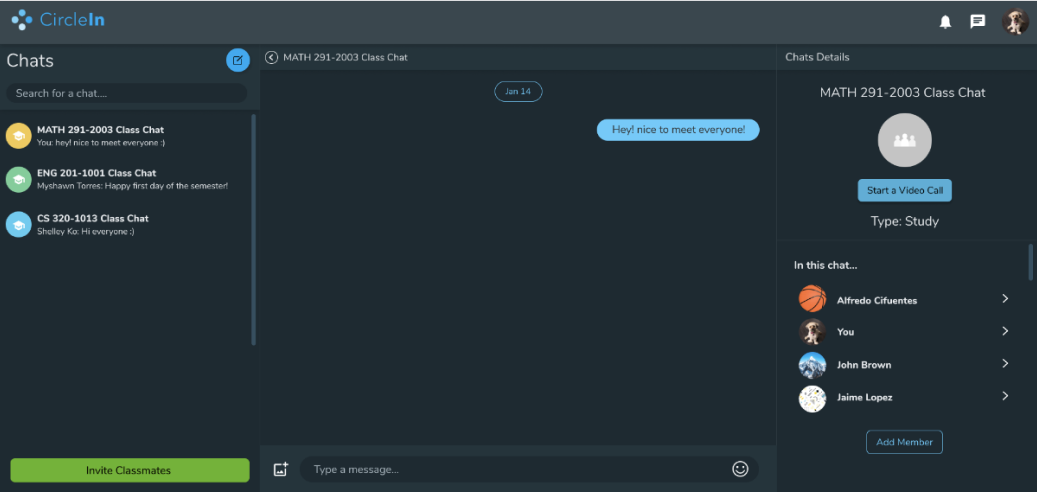 CircleIn
Chats
Search for a chat....
MATH 291-2003 Class Chat
You: hey! nice to meet everyone :)
ENG 201-1001 Class Chat
Myshawn Torres: Happy first day of the semester!
CS 320-1013 Class Chat
Shelley Ko: Hi everyone :)
Invite Classmates
MATH 291-2003 Class Chat
Jan 14
Hey! nice to meet everyone!
Type a message...
Chats Details
MATH 291-2003 Class Chat
Start a Video Call
Type: Study
In this chat...
Alfredo Cifuentes
You
John Brown
Jaime Lopez
Add Member